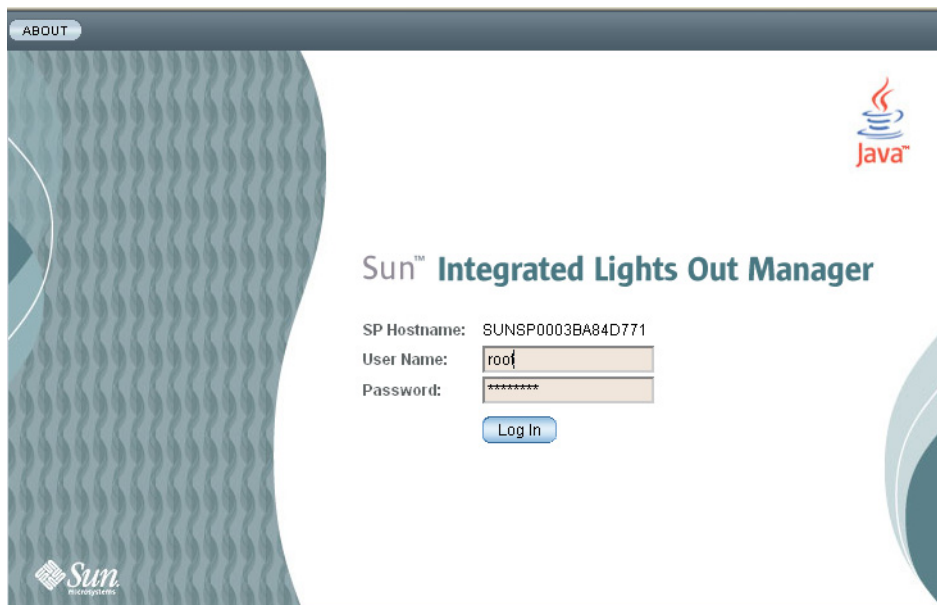 ABOUT
Java™
Sun™ Integrated Lights Out Manager
SP Hostname: SUNSP0003BA84D771
User Name: root
Password: ********
Log In
Sun
microsystems